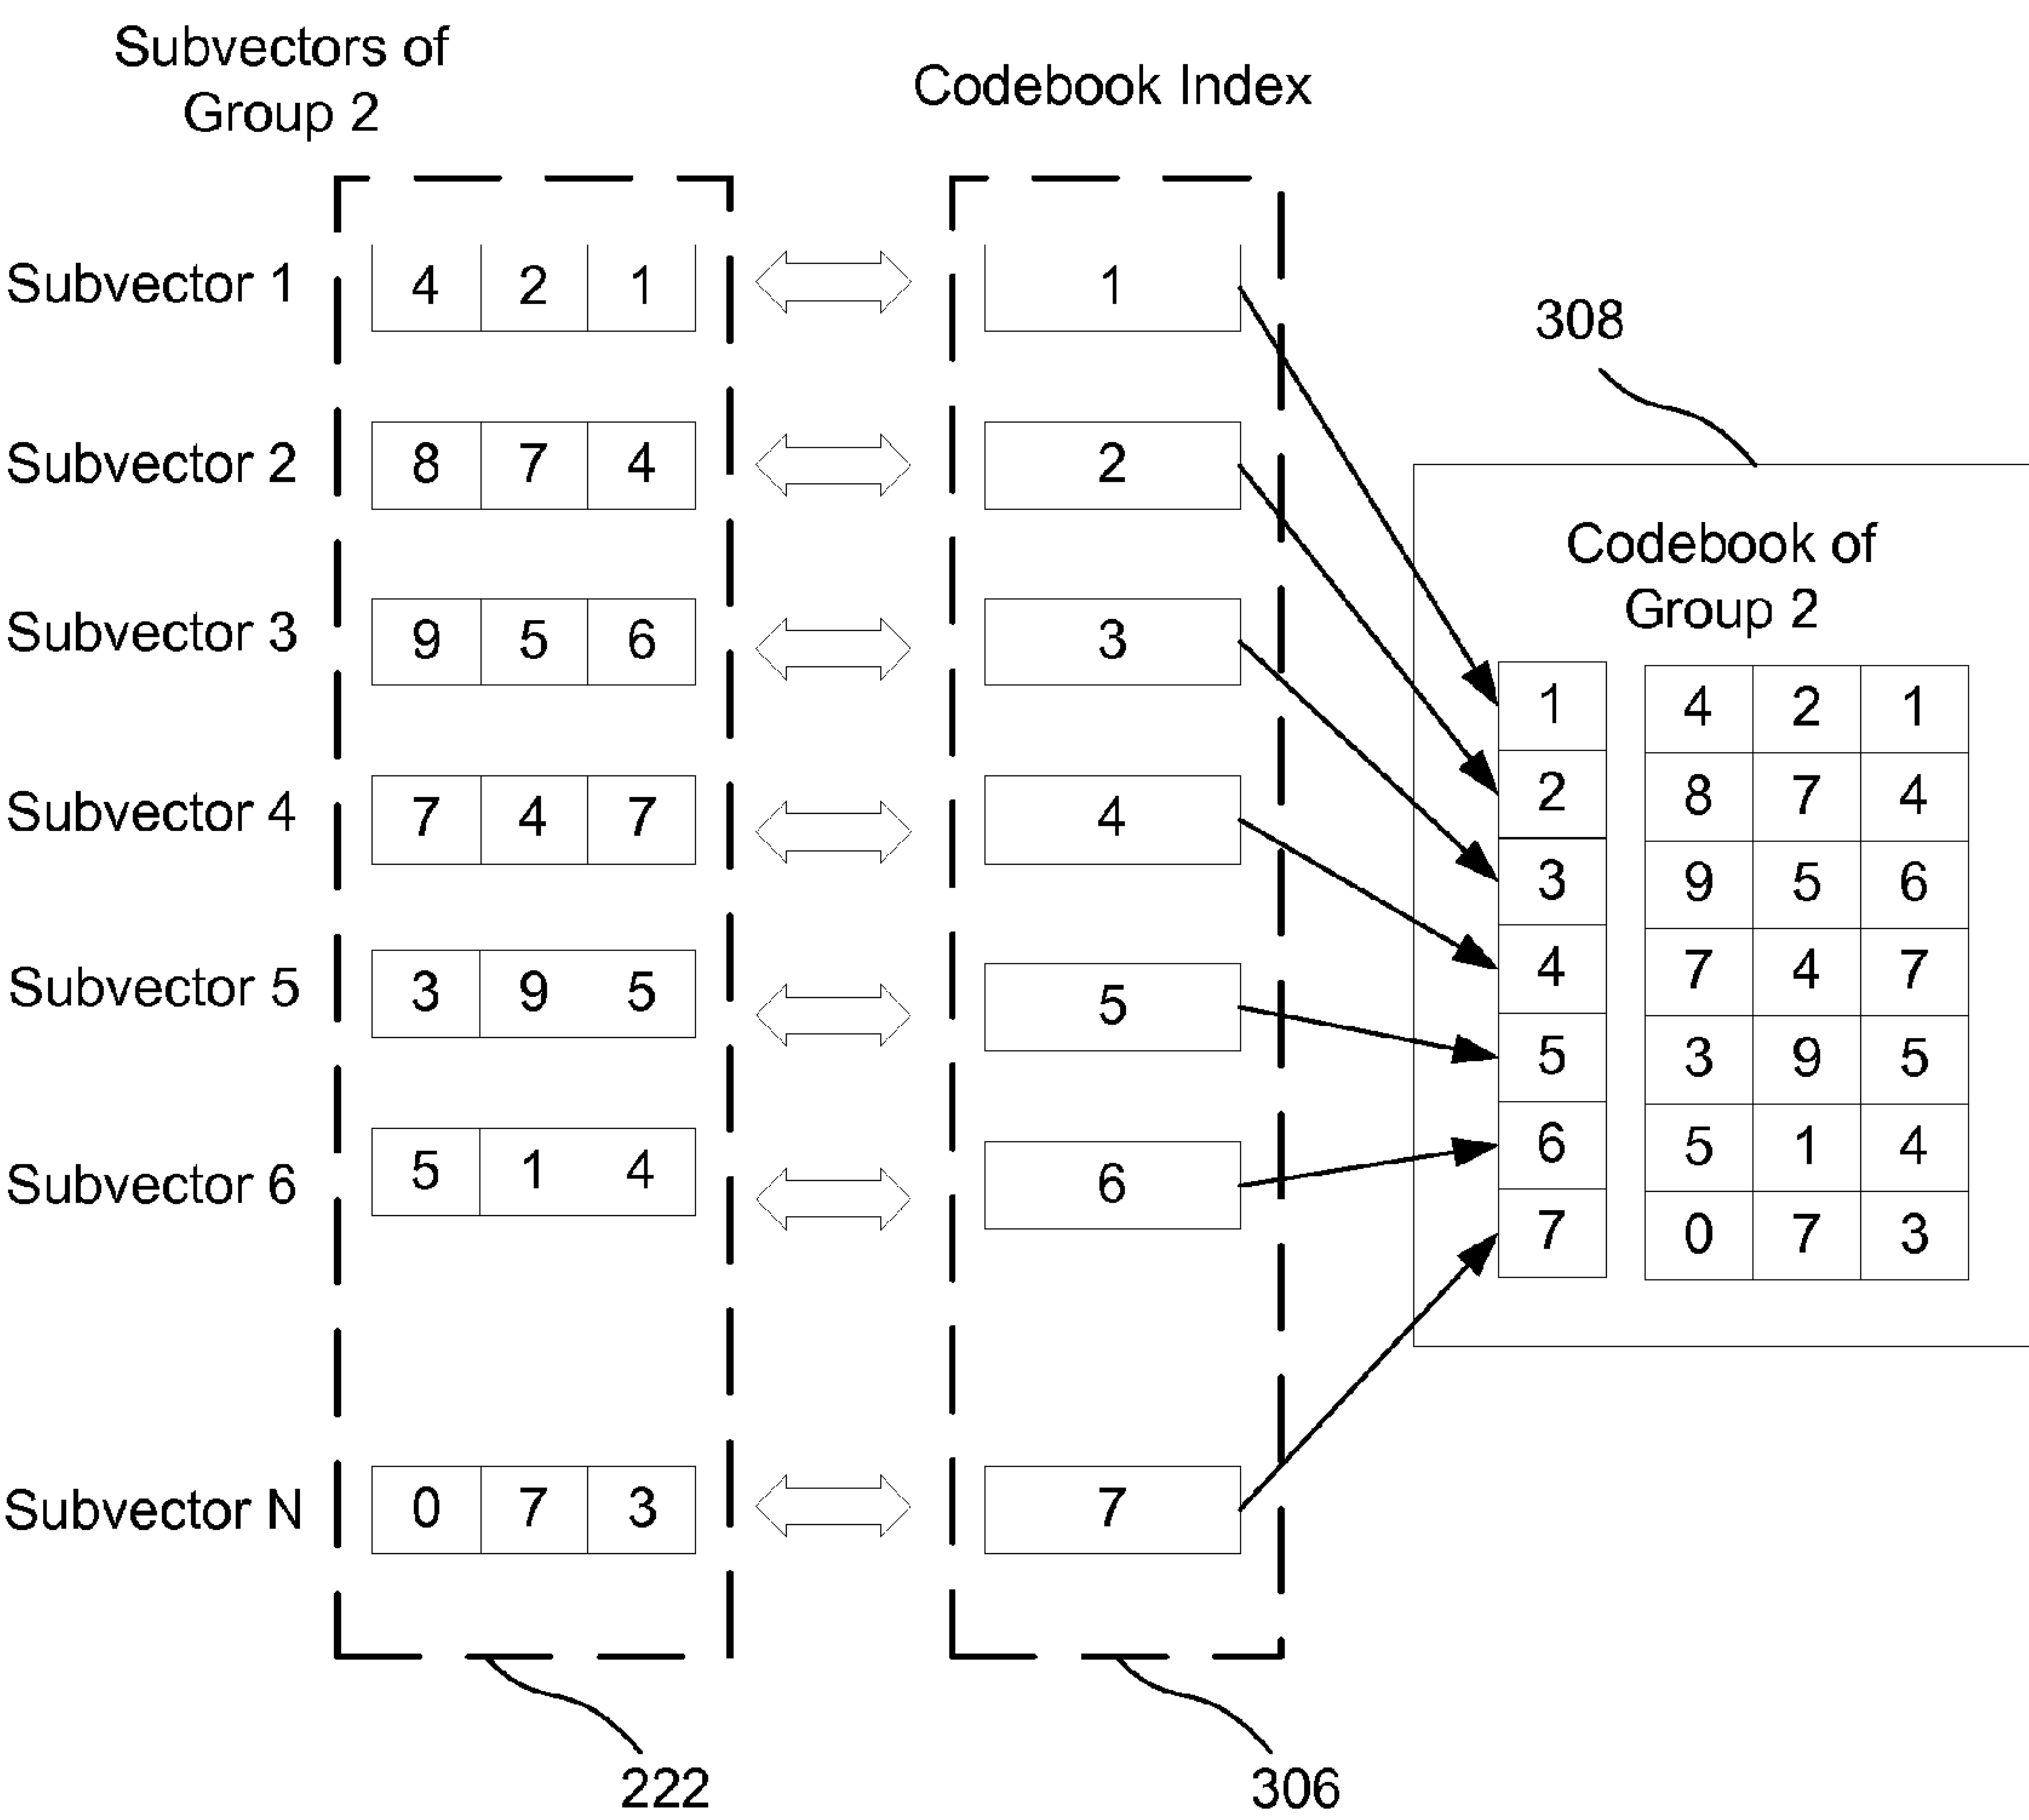 Subvectors of
Group 2
Codebook Index
Subvector 1 4 2 1 1
308
Subvector 2 8 7 4 2
Codebook of
Group 2
Subvector 3 9 5 6 3
1 4 2 1
2 8 7 4
Subvector 4 7 4 7 4
3 9 5 6
4 7 4 7
Subvector 5 3 9 5 5
5 3 9 5
6 5 1 4
Subvector 6 5 1 4 6
7 0 7 3
Subvector N 0 7 3 7
222
306